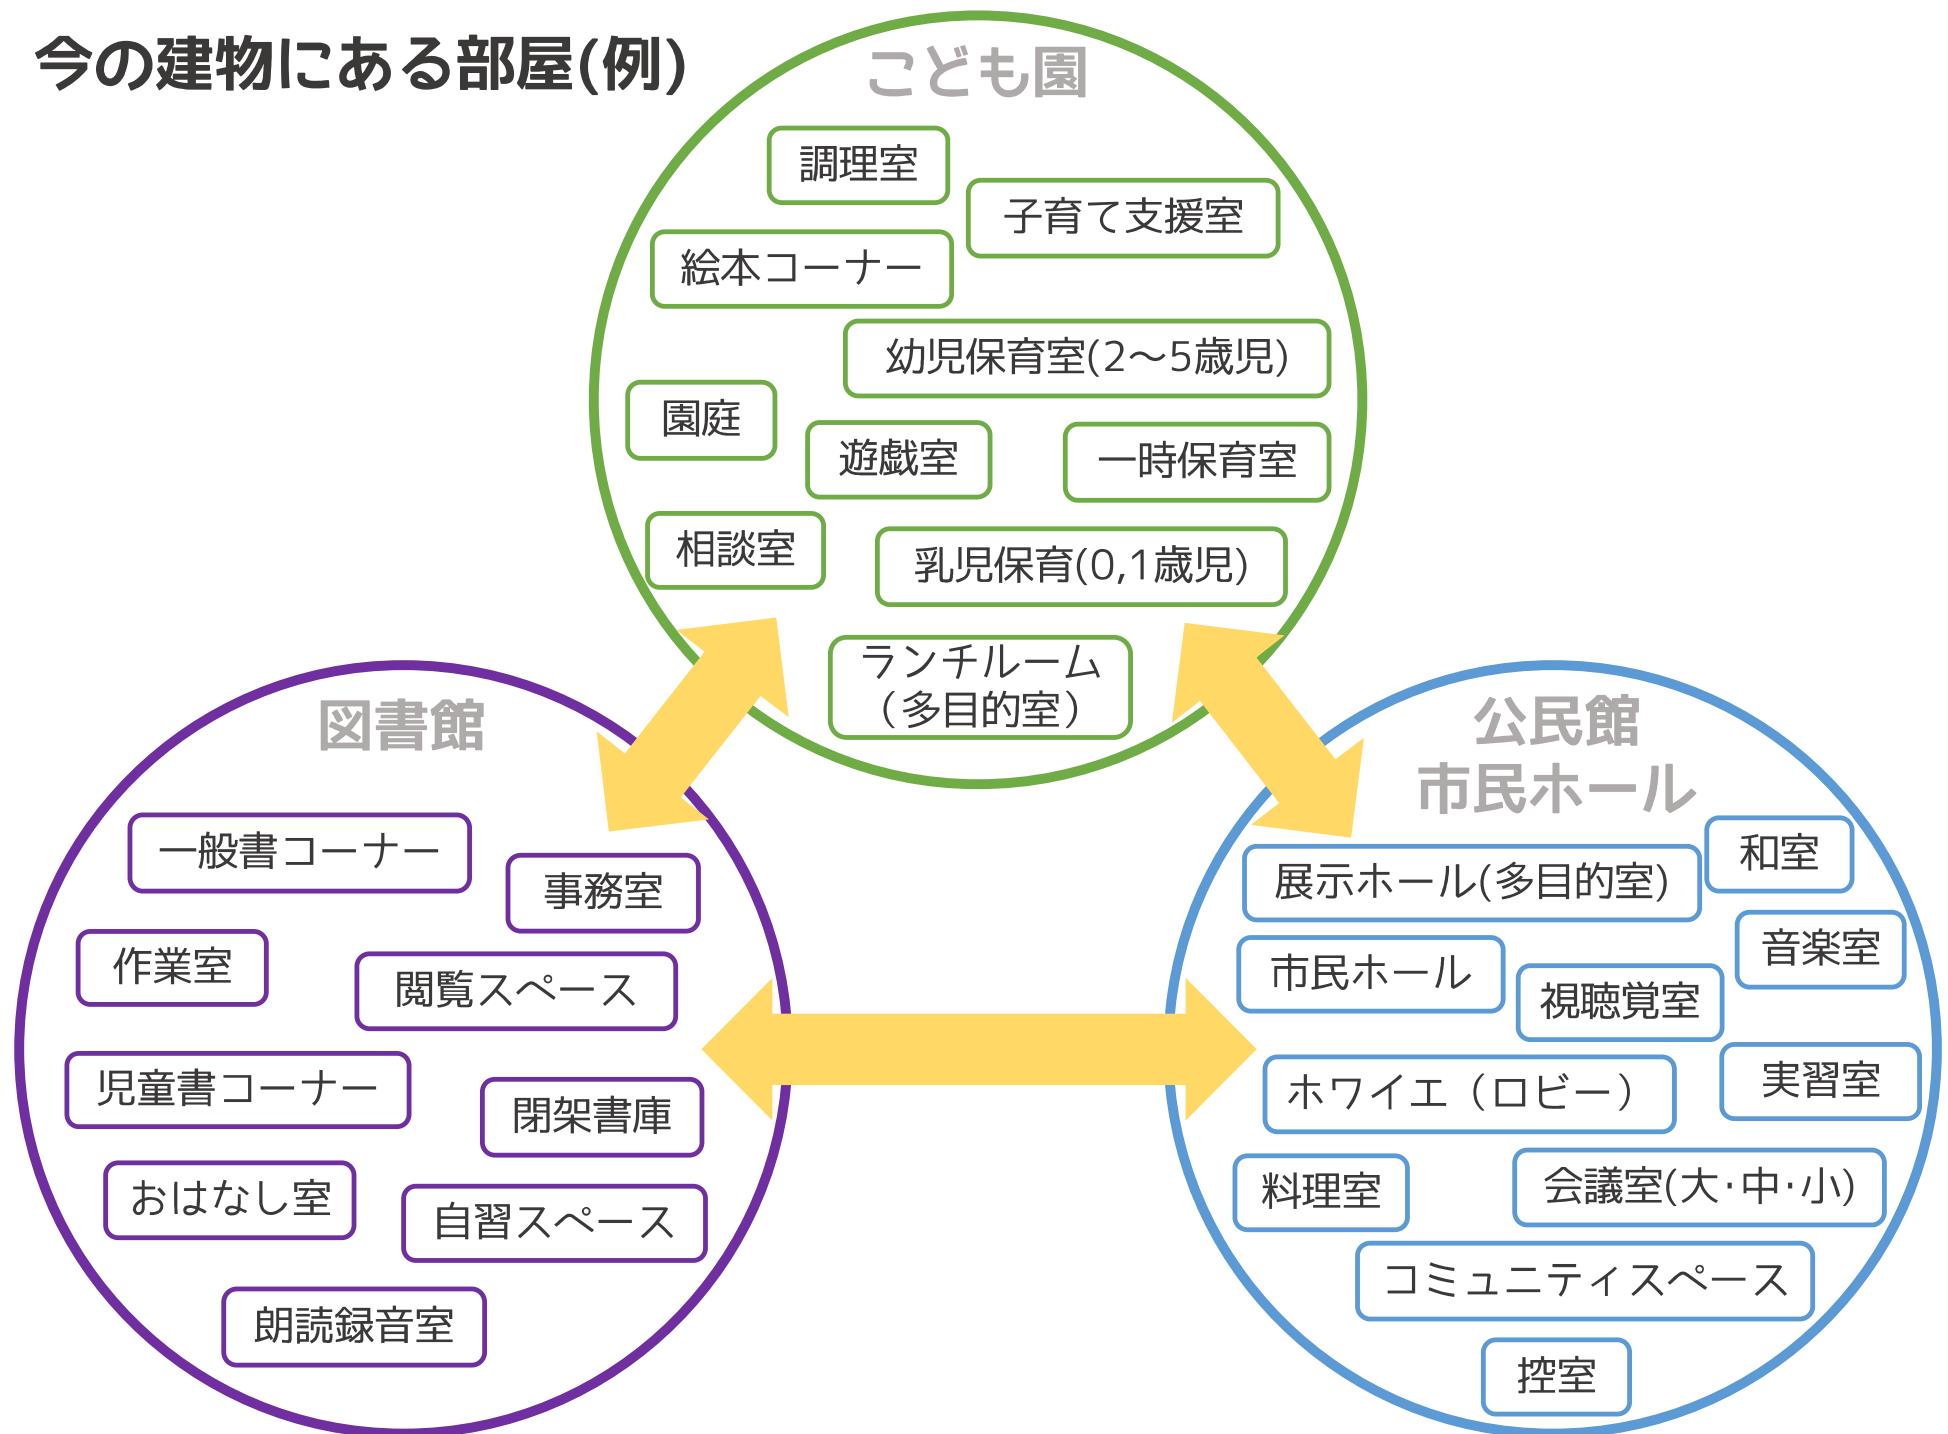 今の建物にある部屋(例)
こども園
調理室
子育て支援室
絵本コーナー
幼児保育室(2～5歳児)
園庭
遊戯室
一時保育室
相談室
乳児保育(0,1歳児)
ランチルーム
（多目的室）
図書館
一般書コーナー
事務室
作業室
閲覧スペース
児童書コーナー
閉架書庫
おはなし室
自習スペース
朗読録音室
公民館
市民ホール
展示ホール(多目的室)
和室
市民ホール
音楽室
視聴覚室
ホワイエ（ロビー）
実習室
料理室
会議室(大･中･小)
コミュニティスペース
控室